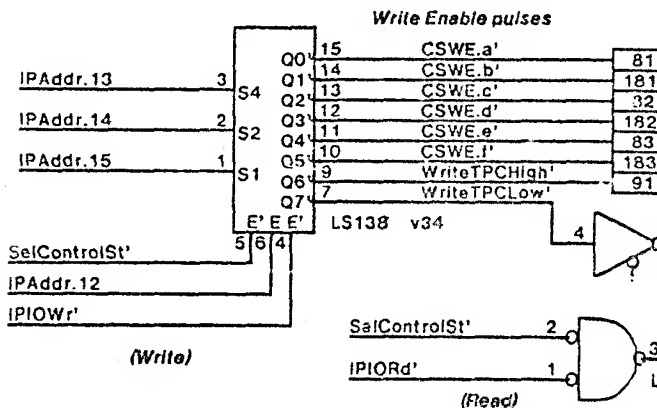 Write Enable pulses
Q0' 15 CSWE.a' 81
Q1' 14 CSWE.b' 181
IPAddr.13 3 S4 Q2' 13 CSWE.c' 32
Q3' 12 CSWE.d' 182
IPAddr.14 2 S2 Q4' 11 CSWE.e' 83
Q5' 10 CSWE.f' 183
IPAddr.15 1 S1 Q6' 9 WriteTPCHigh' 91
Q7' 7 WriteTPCLow'
E' E E' LS138 v34
5 6 4 4
SelControlSt'
IPAddr.12
IPIOWr'
SelControlSt' 2
3
(Write) IPIORd' 1 L
(Read)